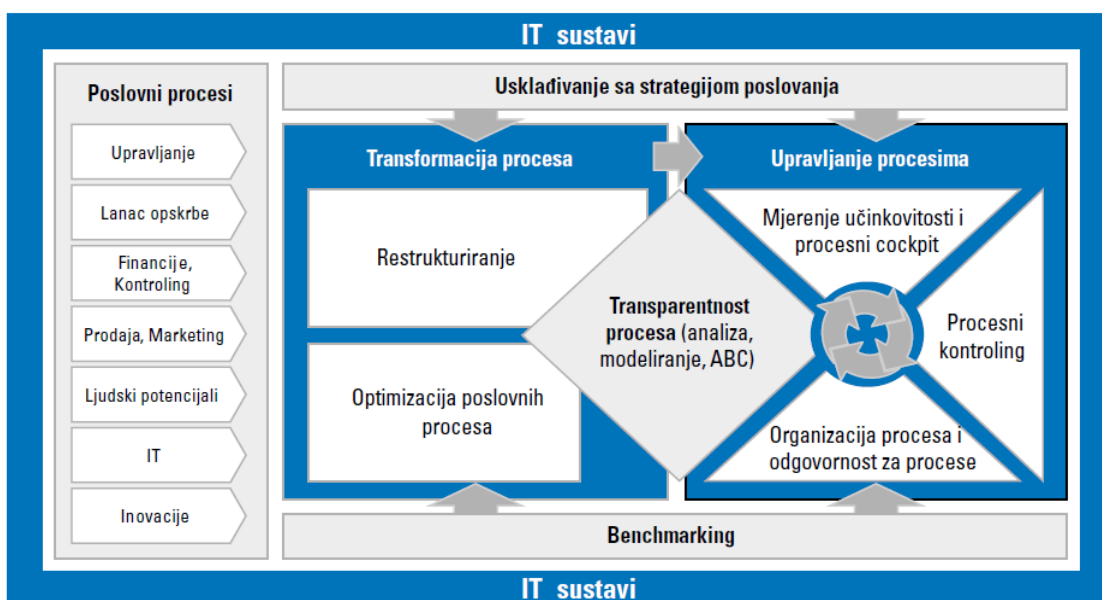 IT sustavi
Poslovni procesi
Upravljanje
Lanac opskrbe
Financije,
Kontroling
Prodaja, Marketing
Ljudski potencijali
IT
Inovacije
Usklađivanje sa strategijom poslovanja
Transformacija procesa
Restrukturiranje
Optimizacija poslovnih
procesa
Transparentnost
procesa (analiza,
modeliranje, ABC)
Upravljanje procesima
Mjerenje učinkovitosti i
procesni cockpit
Procesni
kontroling
Organizacija procesa i
odgovornost za procese
Benchmarking
IT sustavi